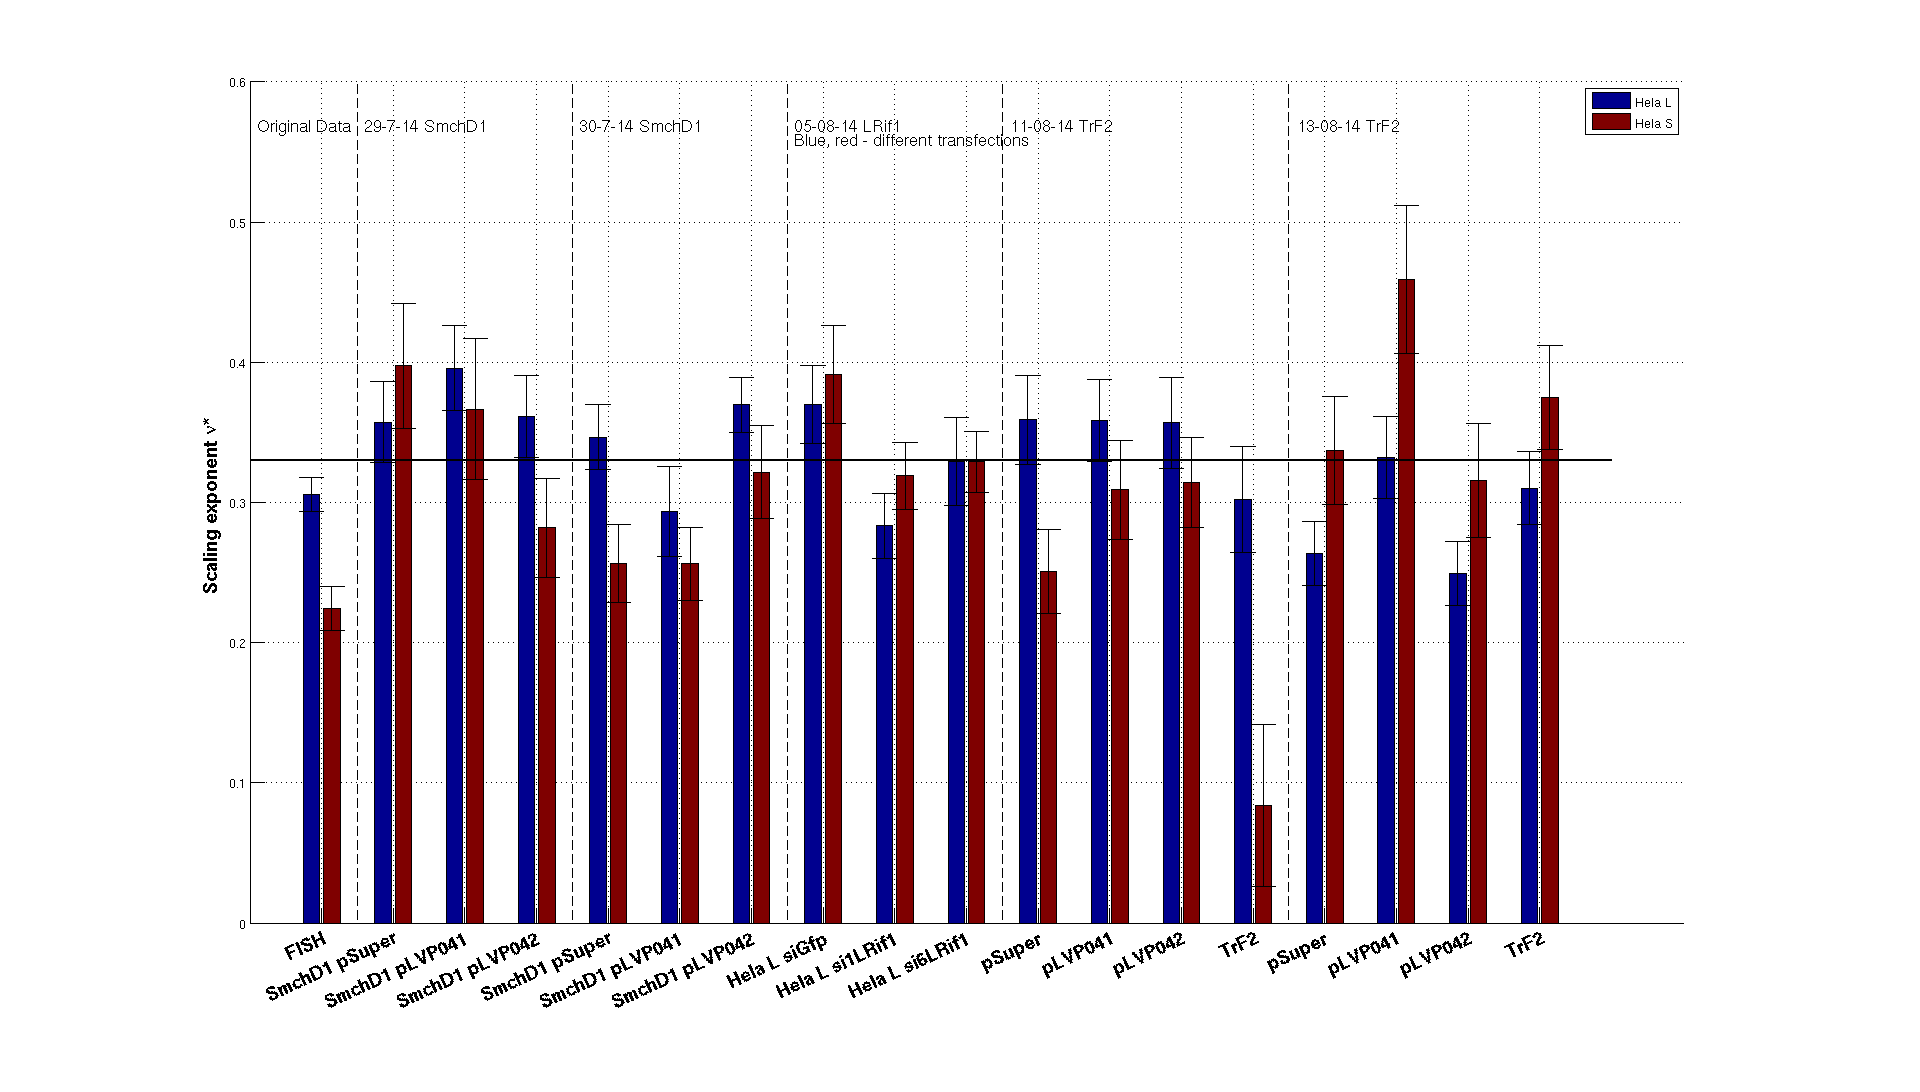 Original Data
29-7-14 SmchD1
30-7-14 SmchD1
05-08-14 LRif1
Blue, red - different transfections
11-08-14 TrF2
13-08-14 TrF2
Hela L
Hela S
Scaling exponent ν*
0.6
0.5
0.4
0.3
0.2
0.1
0
FISH
SmchD1 pSuper
SmchD1 pLVP041
SmchD1 pLVP042
SmchD1 pSuper
SmchD1 pLVP041
SmchD1 pLVP042
Hela L siGfp
Hela L si1LRif1
Hela L si6LRif1
pSuper
pLVP041
pLVP042
TrF2
pSuper
pLVP041
pLVP042
TrF2